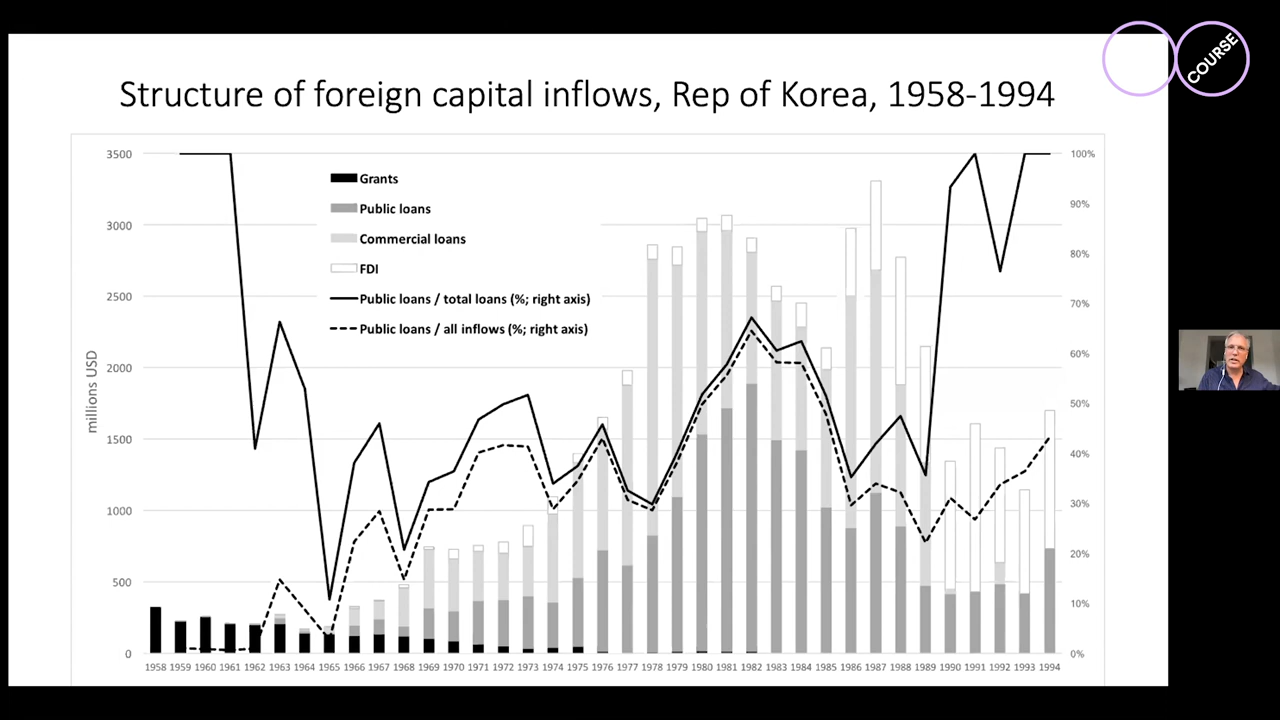 COURSE
Structure of foreign capital inflows, Rep of Korea, 1958-1994
3500
3000
2500
2000
1500
1000
500
0
millions USD
Grants
Public loans
Commercial loans
FDI
Public loans / total loans (%; right axis)
Public loans / all inflows (%; right axis)
100%
90%
80%
70%
60%
50%
40%
30%
20%
10%
0%
1958 1959 1960 1961 1962 1963 1964 1965 1966 1967 1968 1969 1970 1971 1972 1973 1974 1975 1976 1977 1978 1979 1980 1981 1982 1983 1984 1985 1986 1987 1988 1989 1990 1991 1992 1993 1994